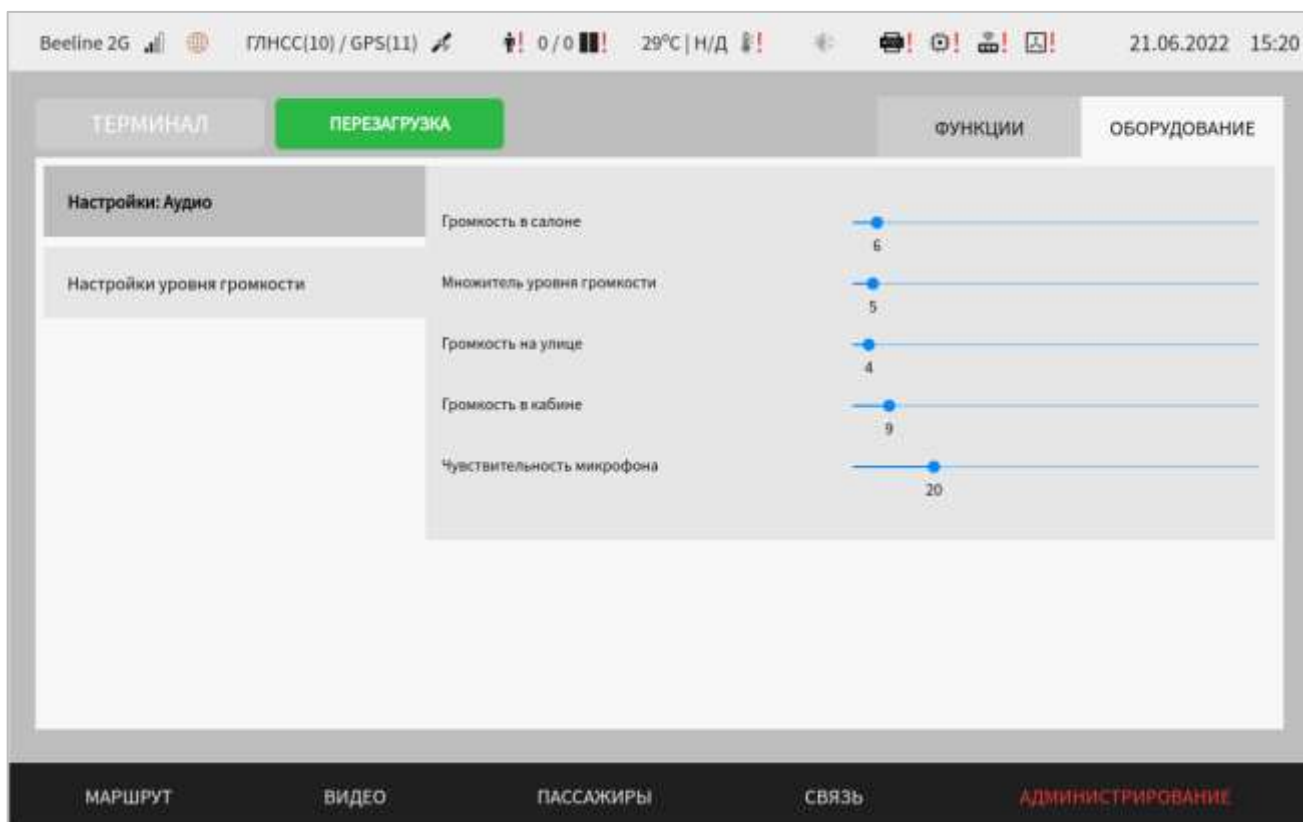 Beeline 2G ГЛНСС(10) / GPS(11) ! 0 / 0 ! 29°C | Н/Д ! ! ! ! ! 21.06.2022 15:20
ТЕРМИНАЛ ПЕРЕЗАГРУЗКА ФУНКЦИИ ОБОРУДОВАНИЕ
Настройки: Аудио
Громкость в салоне
6
Настройки уровня громкости
Множитель уровня громкости
5
Громкость на улице
4
Громкость в кабине
9
Чувствительность микрофона
20
МАРШРУТ ВИДЕО ПАССАЖИРЫ СВЯЗЬ АДМИНИСТРИРОВАНИЕ